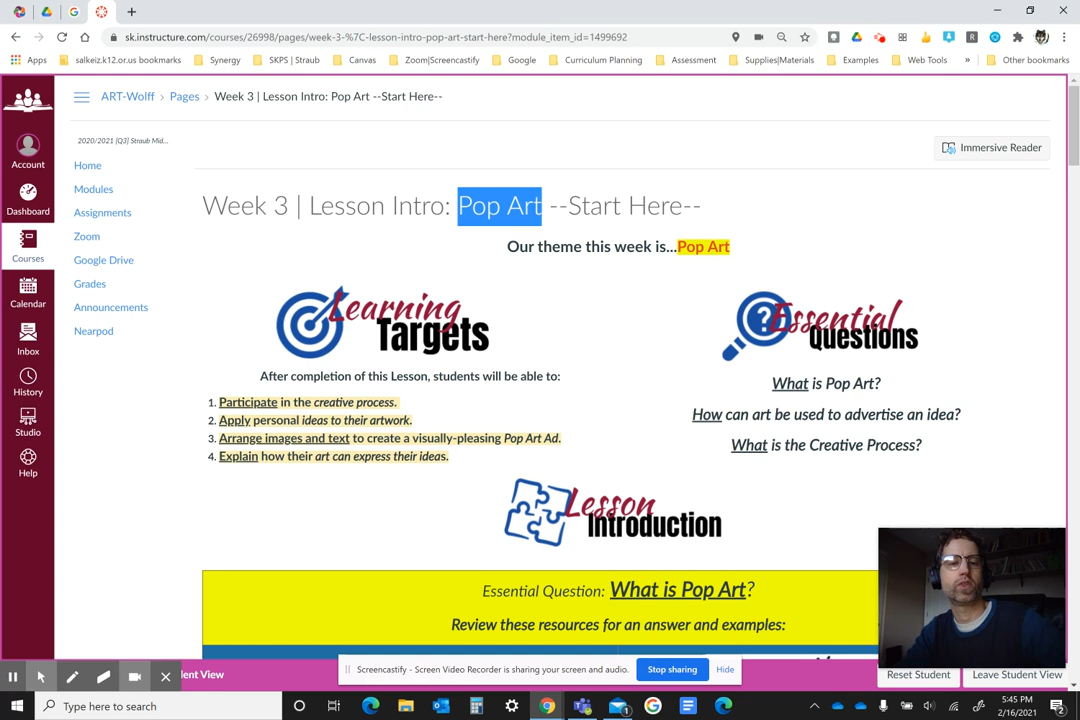 sk.instructure.com/courses/26998/pages/week-3-%7C-lesson-intro-pop-art-start-here?module_item_id=1499692
Apps
salkeiz.k12.or.us bookmarks
Synergy
SKPS | Straub
Canvas
Zoom|Screencastify
Google
Curriculum Planning
Assessment
Supplies|Materials
Examples
Web Tools
»
Other bookmarks
ART-Wolff > Pages > Week 3 | Lesson Intro: Pop Art --Start Here--
2020/2021 [Q3] Straub Mid...
Immersive Reader
Account
Dashboard
Courses
Calendar
Inbox
History
Studio
Help
Home
Modules
Assignments
Zoom
Google Drive
Grades
Announcements
Nearpod
Week 3 | Lesson Intro: Pop Art --Start Here--
Our theme this week is...Pop Art
Learning
Targets
After completion of this Lesson, students will be able to:
1. Participate in the creative process.
2. Apply personal ideas to their artwork.
3. Arrange images and text to create a visually-pleasing Pop Art Ad.
4. Explain how their art can express their ideas.
Essential
Questions
What is Pop Art?
How can art be used to advertise an idea?
What is the Creative Process?
Lesson
Introduction
Essential Question: What is Pop Art?
Review these resources for an answer and examples:
Screencastify - Screen Video Recorder is sharing your screen and audio.
Stop sharing
Hide
dent View
Reset Student
Leave Student View
Type here to search
5:45 PM
2/16/2021